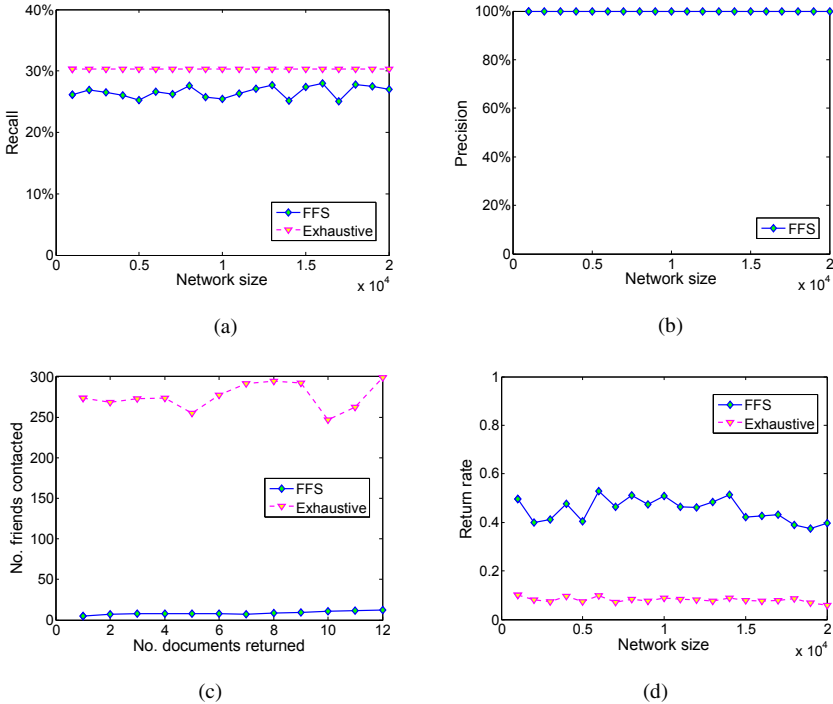 40%
30%
20%
10%
0
Recall
0 0.5 1 1.5 2
Network size
x 10^4
FFS
Exhaustive
(a)
100%
80%
60%
40%
20%
0
Precision
0 0.5 1 1.5 2
Network size
x 10^4
FFS
(b)
300
250
200
150
100
50
0
No. friends contacted
0 2 4 6 8 10 12
No. documents returned
FFS
Exhaustive
(c)
1
0.8
0.6
0.4
0.2
0
Return rate
0 0.5 1 1.5 2
Network size
x 10^4
FFS
Exhaustive
(d)